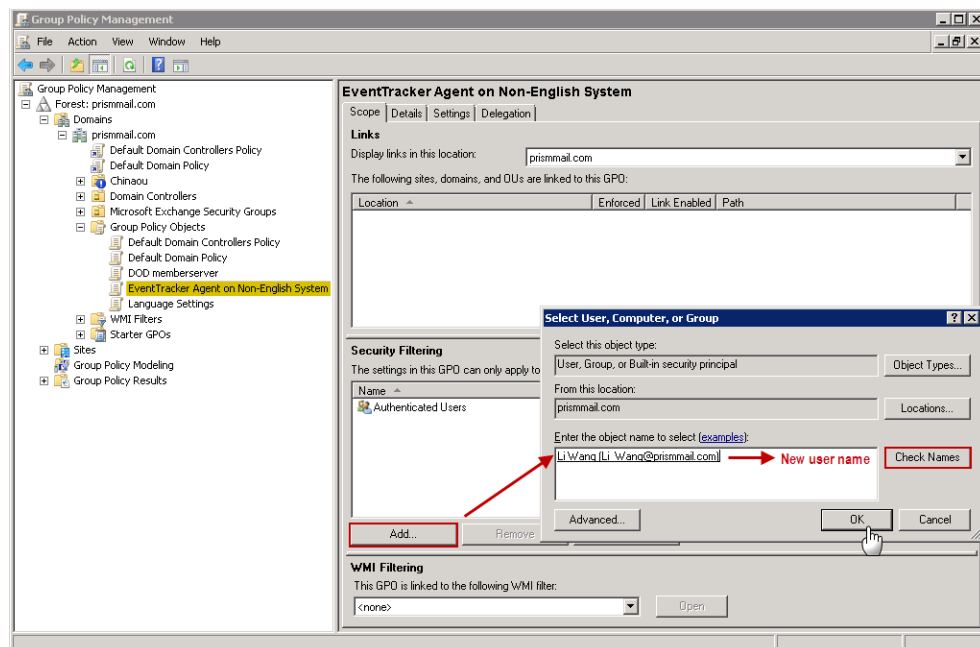 Group Policy Management
File Action View Window Help
Group Policy Management
Forest: prismmail.com
Domains
prismmail.com
Default Domain Controllers Policy
Default Domain Policy
Chinaou
Domain Controllers
Microsoft Exchange Security Groups
Group Policy Objects
Default Domain Controllers Policy
Default Domain Policy
DOD memberserver
EventTracker Agent on Non-English System
Language Settings
WMI Filters
Starter GPOs
Sites
Group Policy Modeling
Group Policy Results
EventTracker Agent on Non-English System
Scope Details Settings Delegation
Links
Display links in this location: prismmail.com
The following sites, domains, and OUs are linked to this GPO:
Location Enforced Link Enabled Path
Security Filtering
The settings in this GPO can only apply to
Name
Authenticated Users
Add... Remove
WMI Filtering
This GPO is linked to the following WMI filter:
<none> Open
Select User, Computer, or Group
Select this object type:
User, Group, or Built-in security principal Object Types...
From this location:
prismmail.com Locations...
Enter the object name to select (examples):
Li Wang (Li_Wang@prismmail.com) New user name Check Names
Advanced... OK Cancel